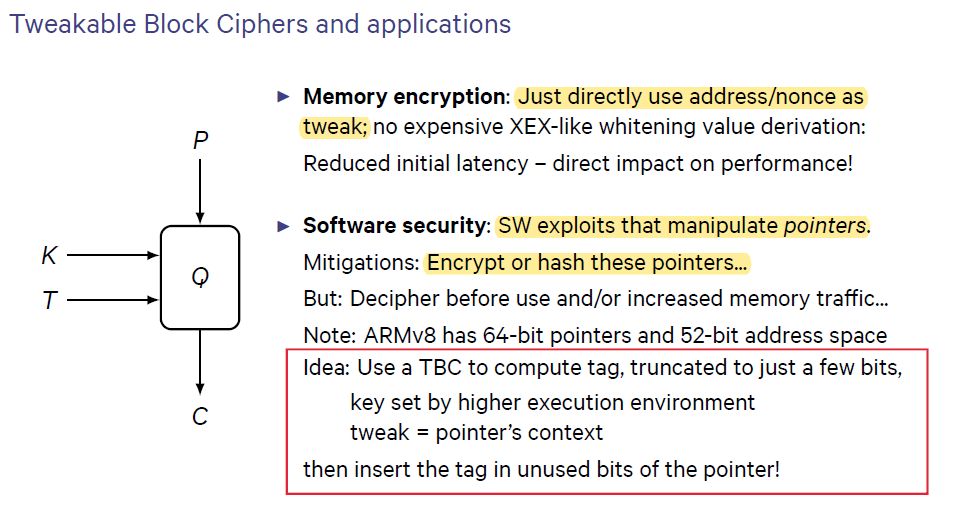 Tweakable Block Ciphers and applications
P
K
T
Q
C
Memory encryption: Just directly use address/nonce as
tweak; no expensive XEX-like whitening value derivation:
Reduced initial latency – direct impact on performance!
Software security: SW exploits that manipulate pointers.
Mitigations: Encrypt or hash these pointers...
But: Decipher before use and/or increased memory traffic...
Note: ARMv8 has 64-bit pointers and 52-bit address space
Idea: Use a TBC to compute tag, truncated to just a few bits,
key set by higher execution environment
tweak = pointer's context
then insert the tag in unused bits of the pointer!